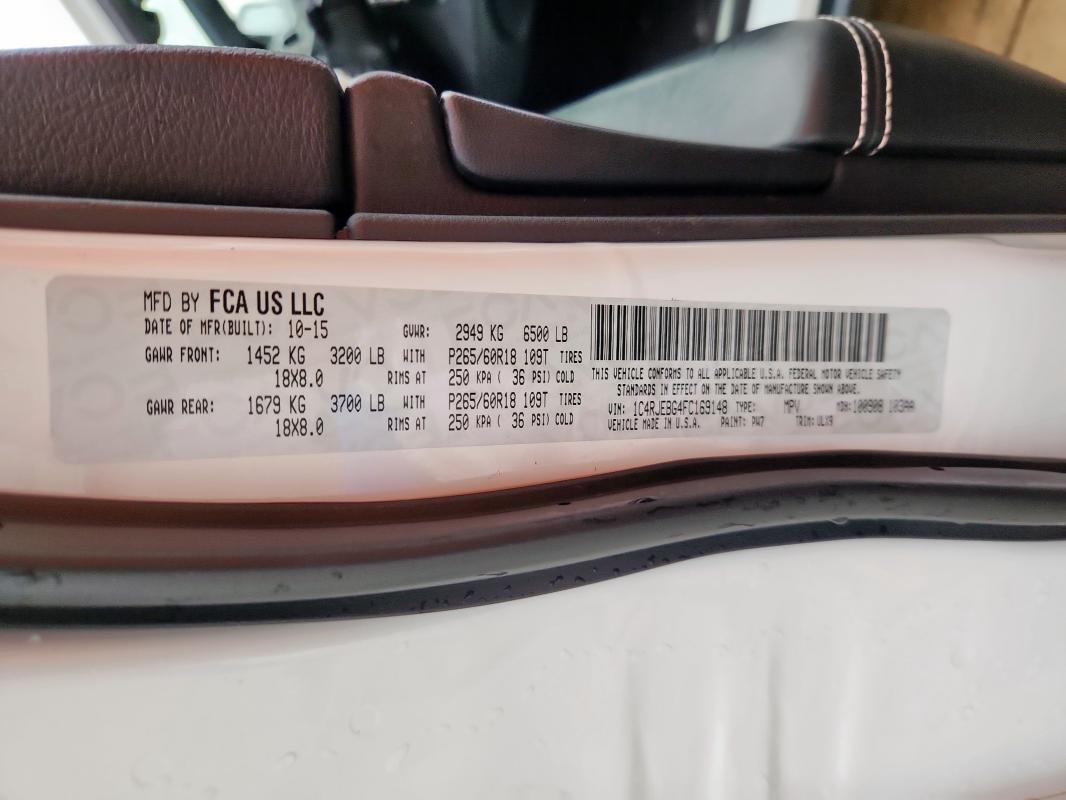 MFD BY FCA US LLC
DATE OF MFR(BUILT): 10-15 GVWR: 2949 KG 6500 LB
GAWR FRONT: 1452 KG 3200 LB WITH P265/60R18 109T TIRES
18X8.0 RIMS AT 250 KPA ( 36 PSI) COLD
GAWR REAR: 1679 KG 3700 LB WITH P265/60R18 109T TIRES
18X8.0 RIMS AT 250 KPA ( 36 PSI) COLD
THIS VEHICLE CONFORMS TO ALL APPLICABLE U.S.A. FEDERAL MOTOR VEHICLE SAFETY
STANDARDS IN EFFECT ON THE DATE OF MANUFACTURE SHOWN ABOVE.
VIN: 1C4RJEBG4FC169148 TYPE: MPV MDH: 100908 103AA
VEHICLE MADE IN U.S.A. PAINT: PW7 TRIM: ULX9